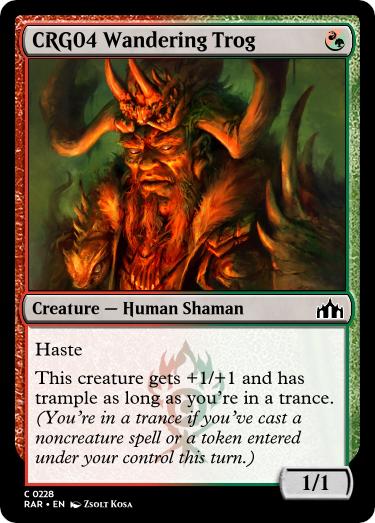 CRG04 Wandering Trog
Creature — Human Shaman
Haste
This creature gets +1/+1 and has
trample as long as you're in a trance.
(You're in a trance if you've cast a
noncreature spell or a token entered
under your control this turn.)
1/1
C 0228
RAR • EN Zsolt Kosa